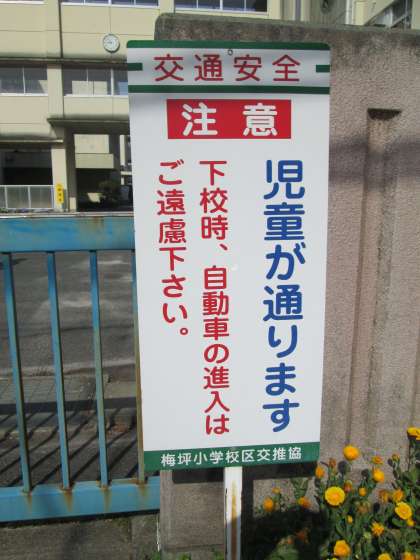 交通安全
注意
児童が通ります
下校時、自動車の進入は
ご遠慮下さい。
梅坪小学校区交推協